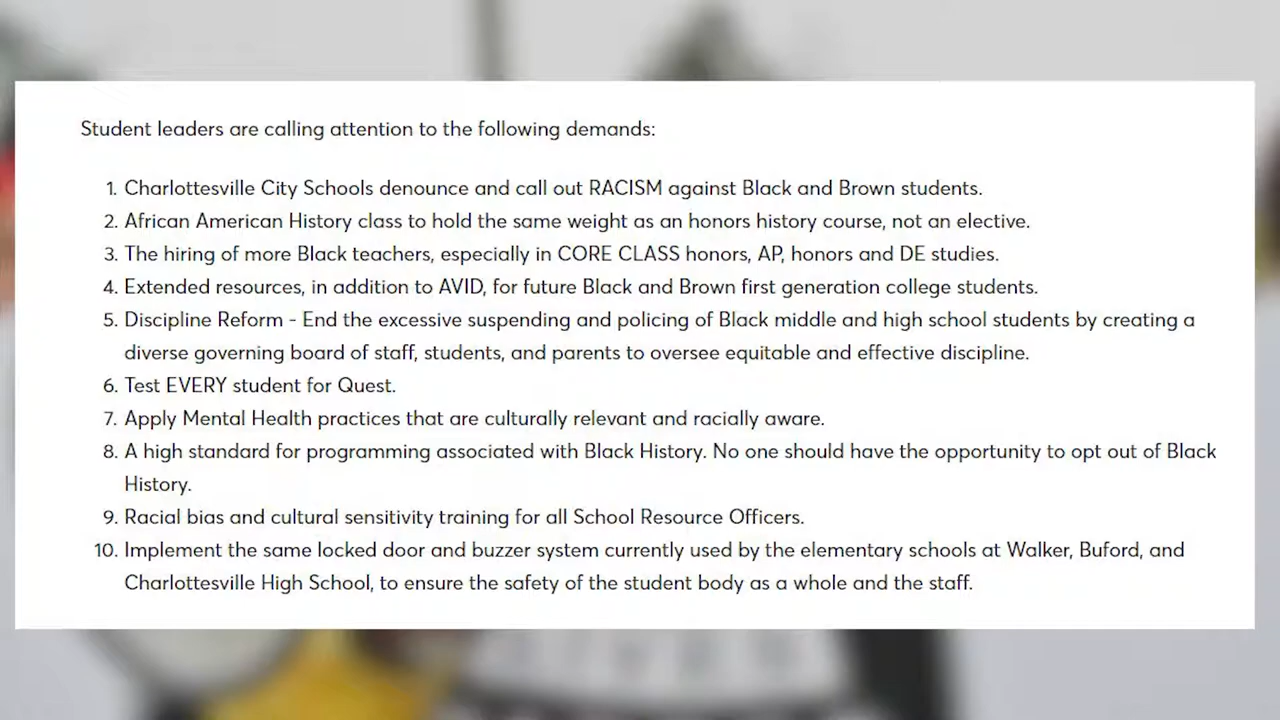 Student leaders are calling attention to the following demands:
1. Charlottesville City Schools denounce and call out RACISM against Black and Brown students.
2. African American History class to hold the same weight as an honors history course, not an elective.
3. The hiring of more Black teachers, especially in CORE CLASS honors, AP, honors and DE studies.
4. Extended resources, in addition to AVID, for future Black and Brown first generation college students.
5. Discipline Reform - End the excessive suspending and policing of Black middle and high school students by creating a
diverse governing board of staff, students, and parents to oversee equitable and effective discipline.
6. Test EVERY student for Quest.
7. Apply Mental Health practices that are culturally relevant and racially aware.
8. A high standard for programming associated with Black History. No one should have the opportunity to opt out of Black
History.
9. Racial bias and cultural sensitivity training for all School Resource Officers.
10. Implement the same locked door and buzzer system currently used by the elementary schools at Walker, Buford, and
Charlottesville High School, to ensure the safety of the student body as a whole and the staff.